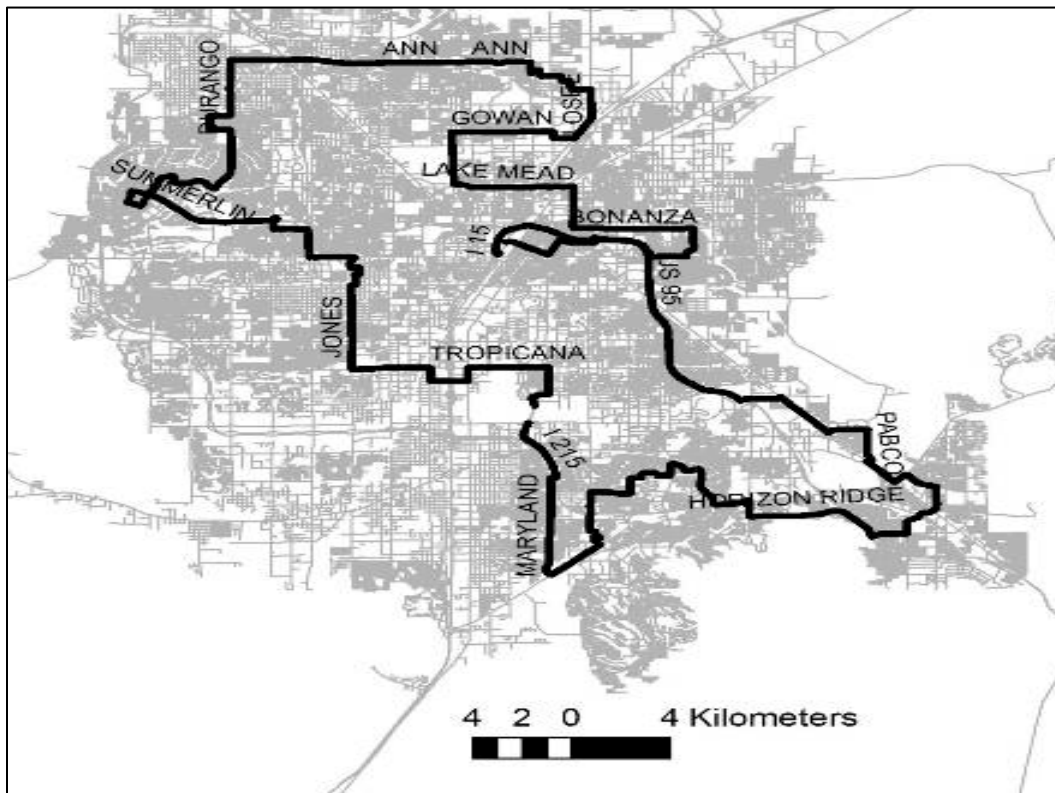 ANN ANN
DURANGO
OSEE
GOWAN
LAKE MEAD
SUMMERLIN
BONANZA
I 15
US 95
JONES
TROPICANA
PABCO
I 215
HORIZON RIDGE
MARYLAND
4 2 0 4 Kilometers